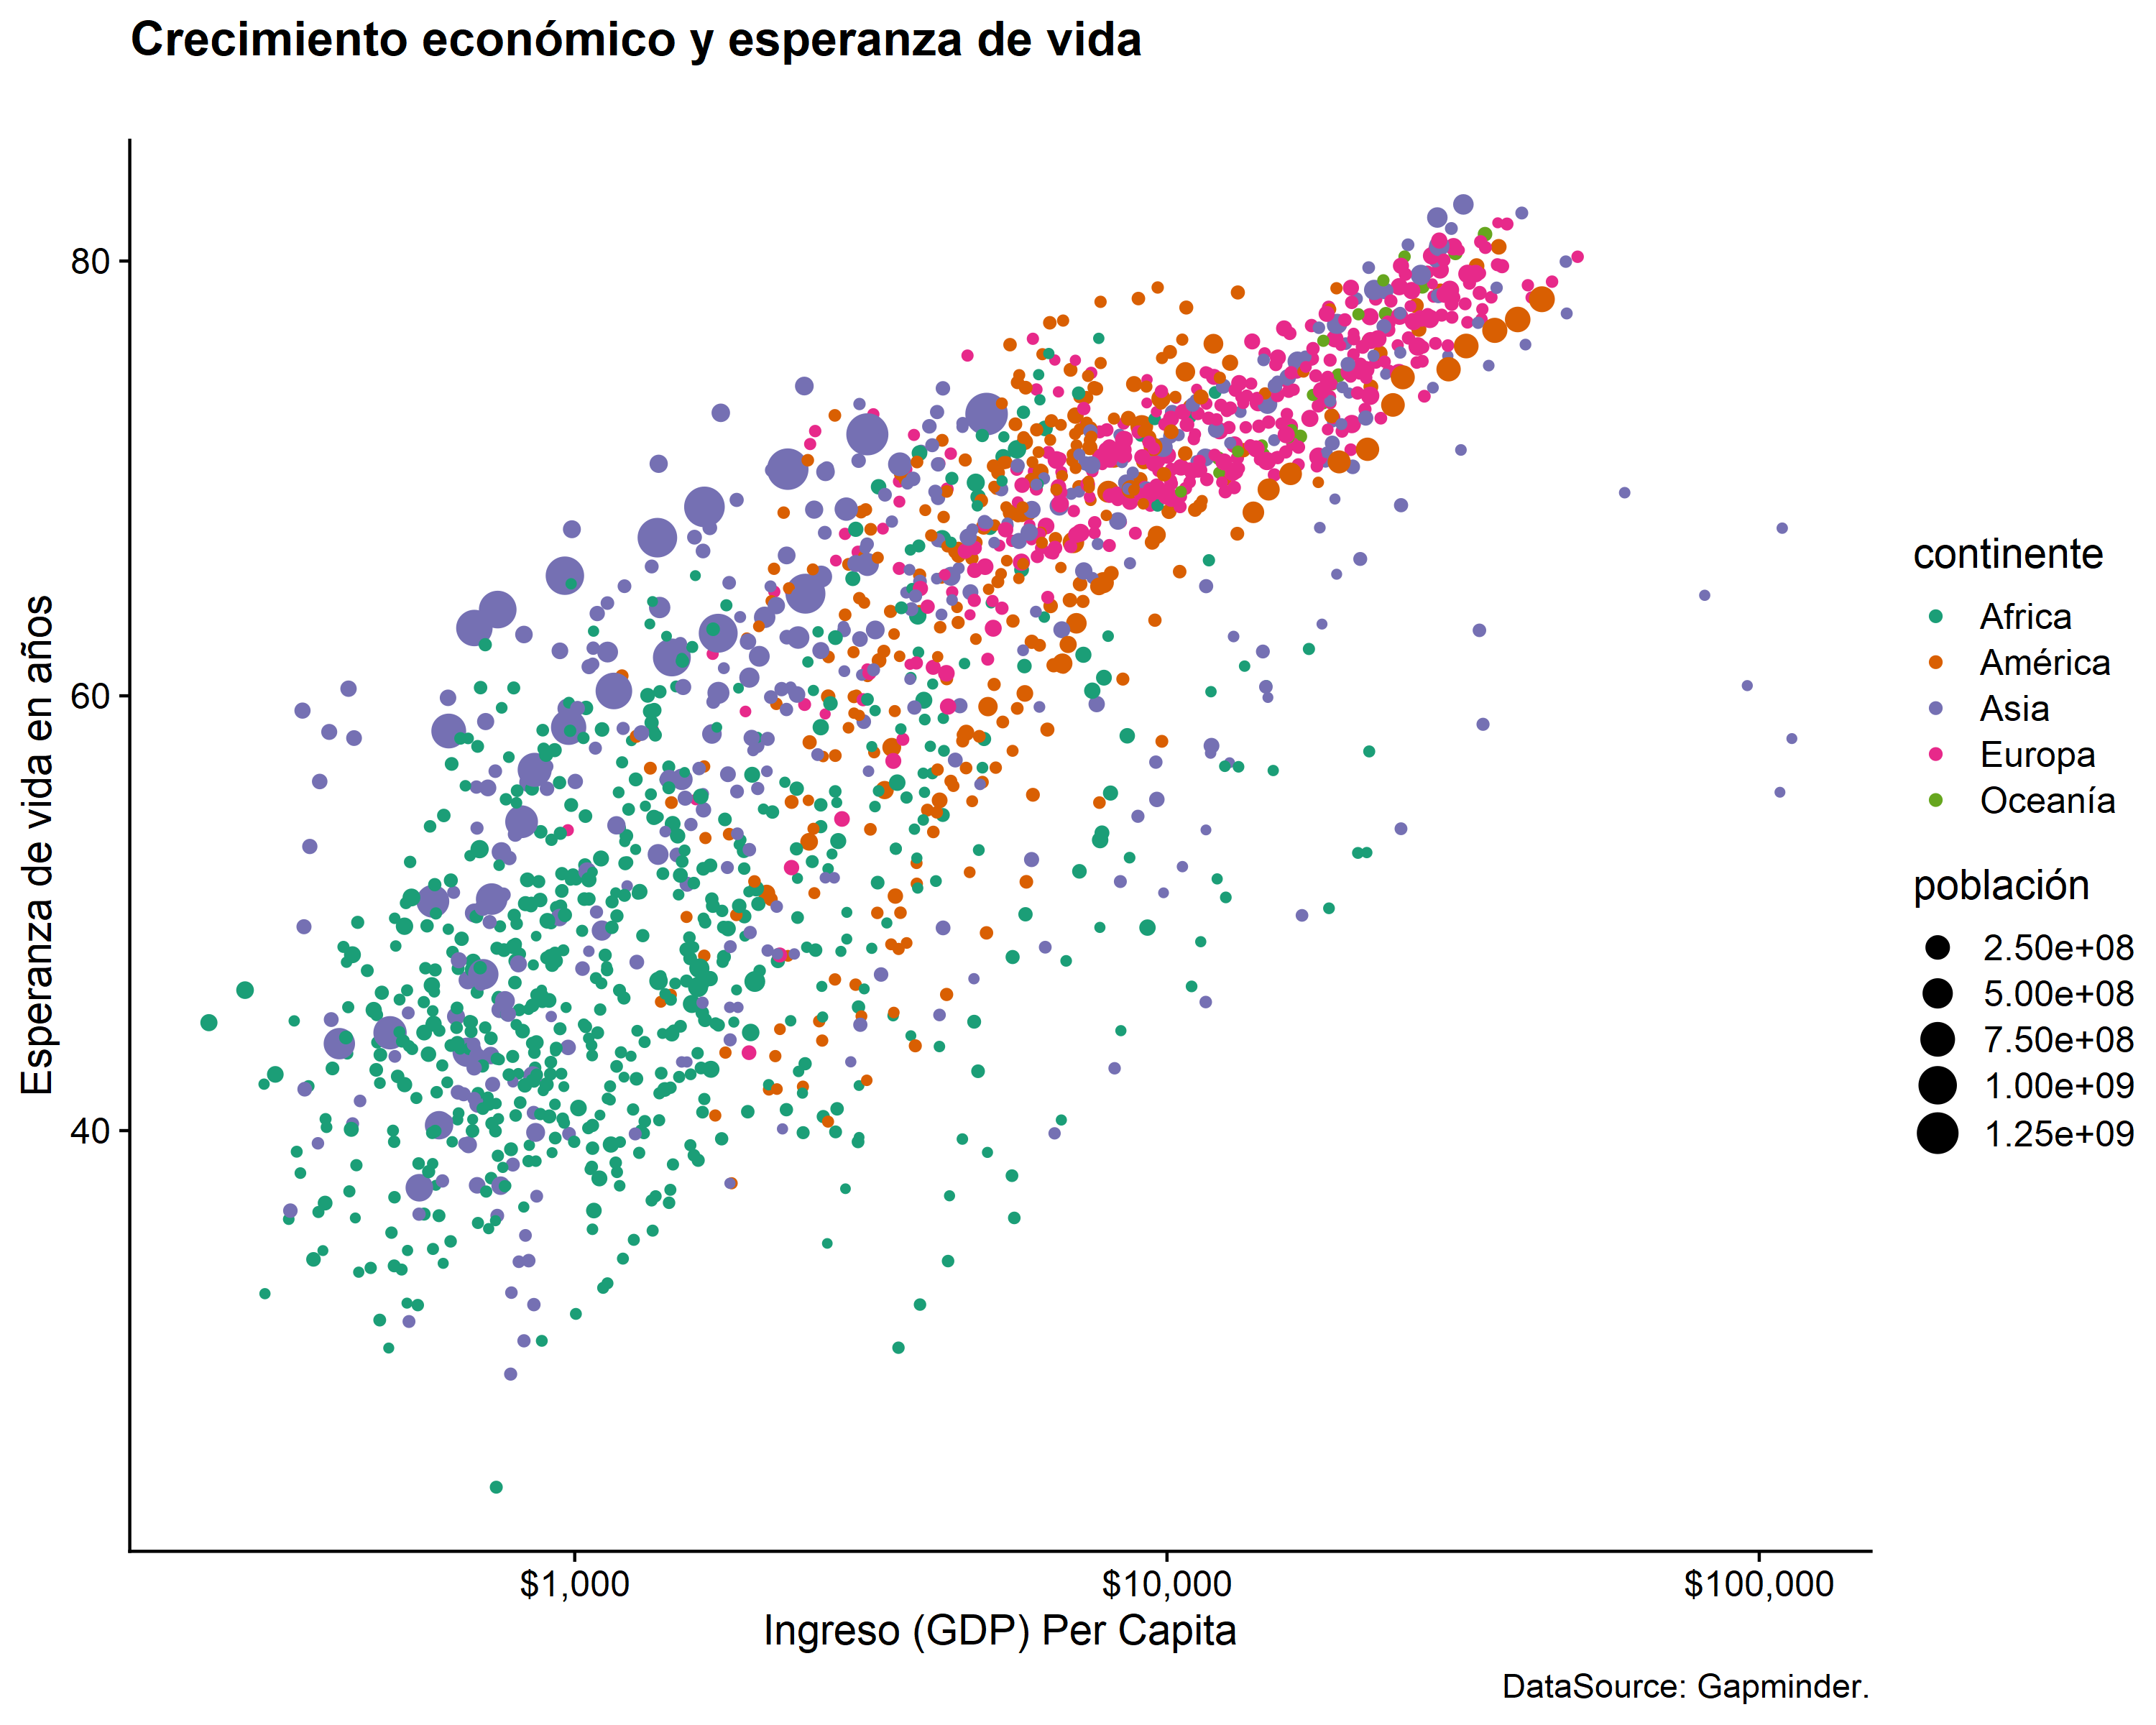 Crecimiento económico y esperanza de vida
80
60
40
Esperanza de vida en años
$1,000
$10,000
$100,000
Ingreso (GDP) Per Capita
continente
Africa
América
Asia
Europa
Oceanía
población
2.50e+08
5.00e+08
7.50e+08
1.00e+09
1.25e+09
DataSource: Gapminder.